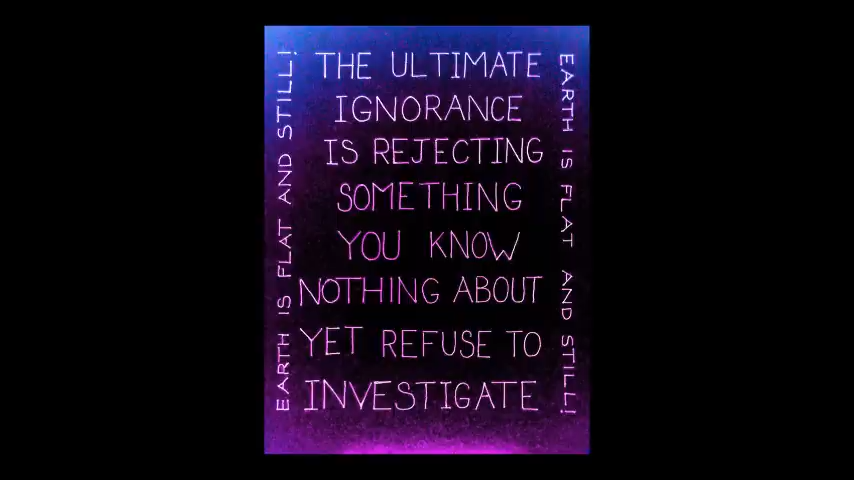 EARTH IS FLAT AND STILL!
THE ULTIMATE
IGNORANCE
IS REJECTING
SOMETHING
YOU KNOW
NOTHING ABOUT
YET REFUSE TO
INVESTIGATE
EARTH IS FLAT AND STILL!